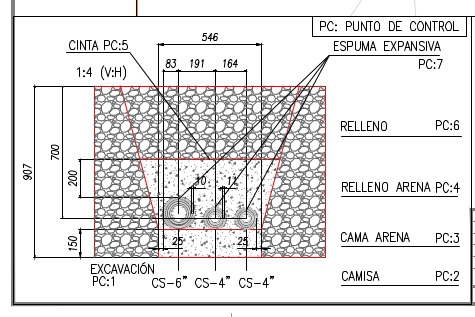 PC: PUNTO DE CONTROL
546
CINTA PC:5
ESPUMA EXPANSIVA
PC:7
83 191 164
1:4 (V:H)
RELLENO PC:6
907
700
200
10 11
RELLENO ARENA PC:4
150
25 25
CAMA ARENA PC:3
EXCAVACIÓN
PC:1
CS-6" CS-4" CS-4"
CAMISA PC:2